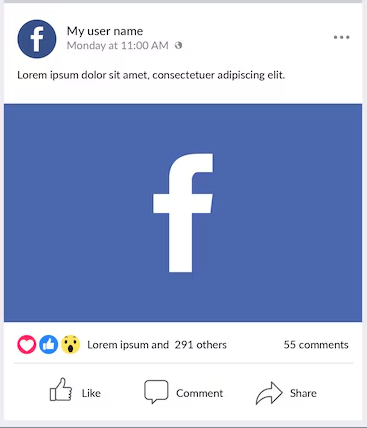 My user name
Monday at 11:00 AM
Lorem ipsum dolor sit amet, consectetuer adipiscing elit.
f
Lorem ipsum and 291 others 55 comments
Like Comment Share